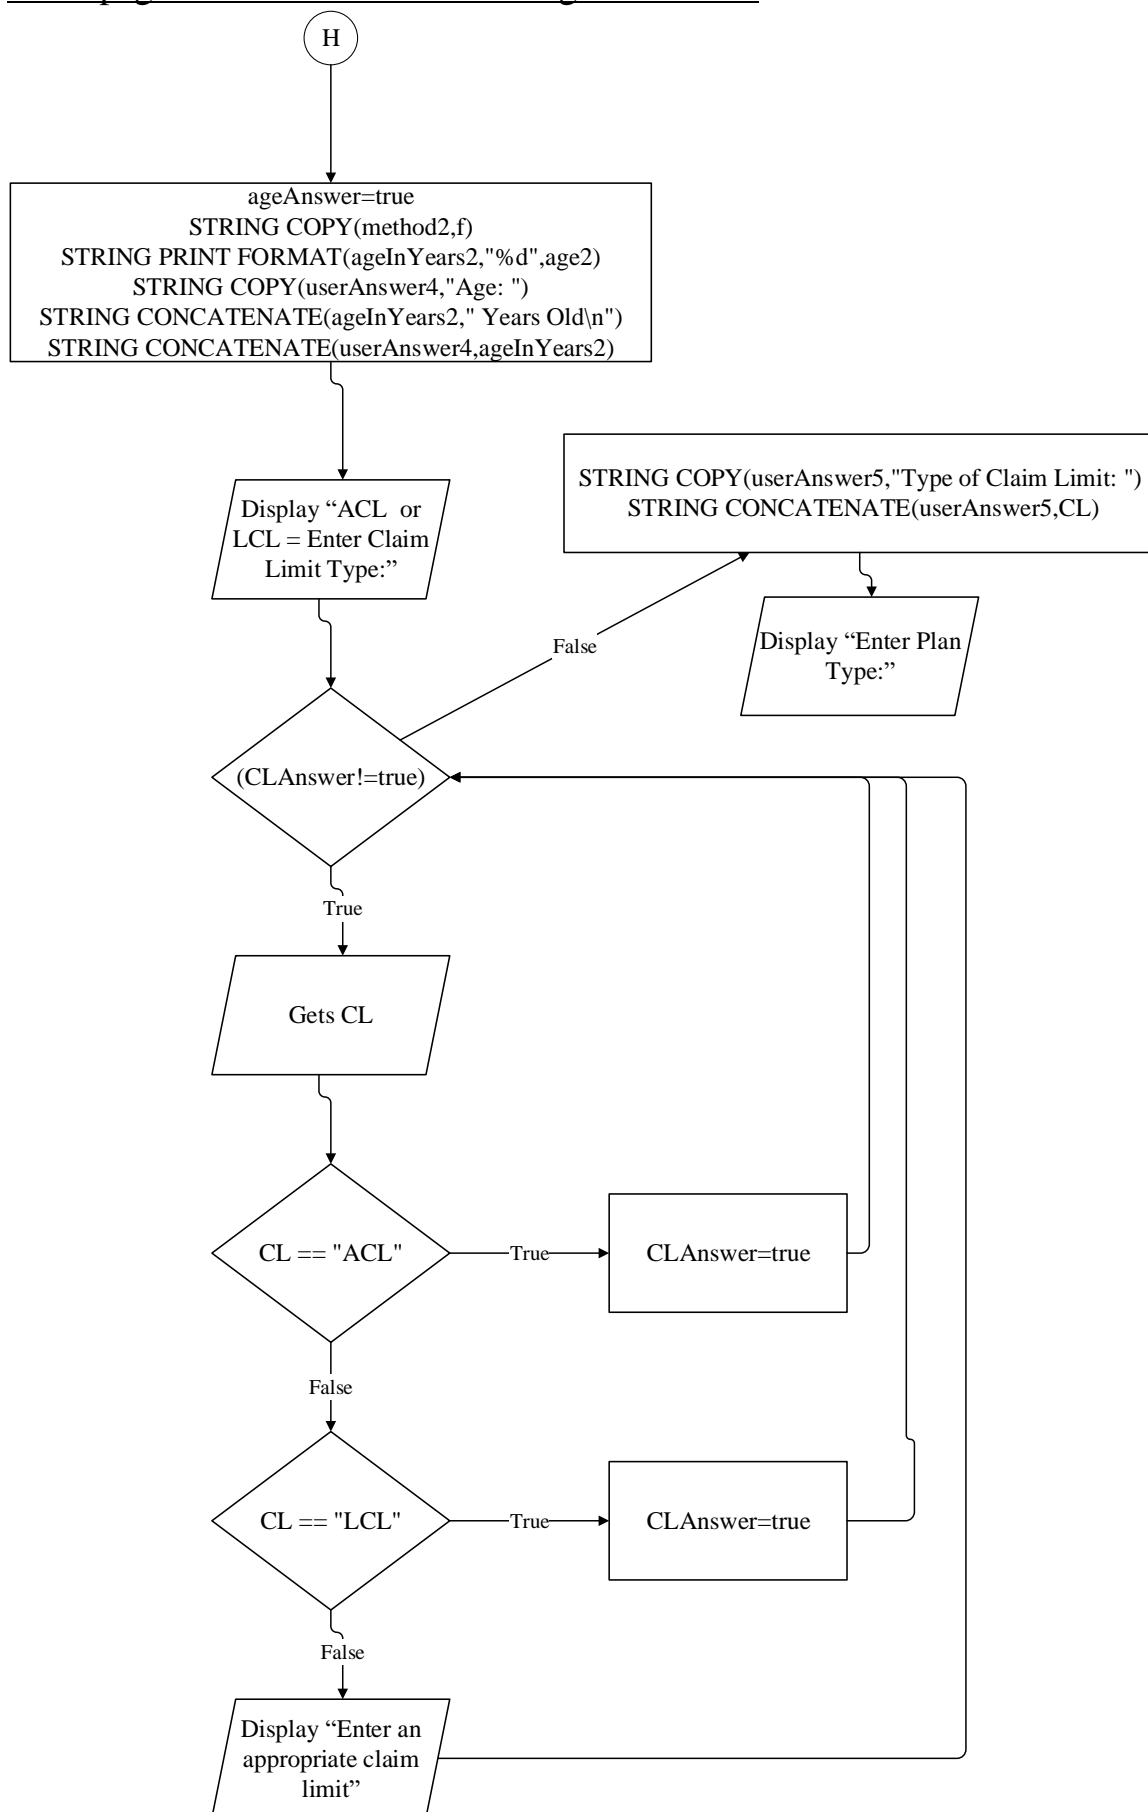 H
ageAnswer=true
STRING COPY(method2,f)
STRING PRINT FORMAT(ageInYears2,"%d",age2)
STRING COPY(userAnswer4,"Age: ")
STRING CONCATENATE(ageInYears2," Years Old\n")
STRING CONCATENATE(userAnswer4,ageInYears2)
STRING COPY(userAnswer5,"Type of Claim Limit: ")
STRING CONCATENATE(userAnswer5,CL)
Display “ACL  or
LCL = Enter Claim
Limit Type:”
False
Display “Enter Plan
Type:”
(CLAnswer!=true)
True
Gets CL
CL == "ACL"
True
CLAnswer=true
False
CL == "LCL"
True
CLAnswer=true
False
Display “Enter an
appropriate claim
limit”